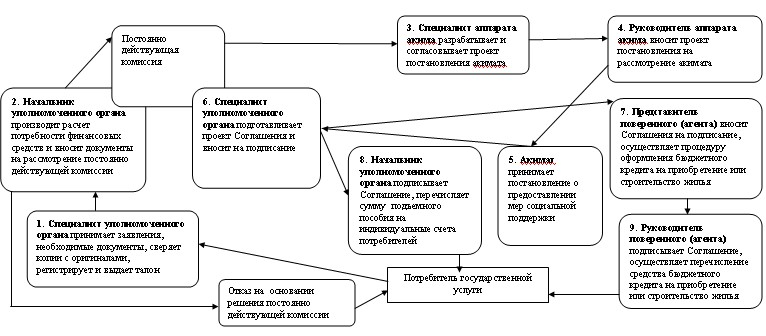 Постоянно
действующая
комиссия
3. Специалист аппарата
акима разрабатывает и
согласовывает проект
постановления акимата.
4. Руководитель аппарата
акима вносит проект
постановления на
рассмотрение акимата
2. Начальник
уполномоченного органа
производит расчет
потребности финансовых
средств и вносит документы
на рассмотрение постоянно
действующей комиссии
6. Специалист
уполномоченного
органа подготавливает
проект Соглашения и
вносит на подписание
7. Представитель
поверенного (агента) вносит
Соглашения на подписание,
осуществляет процедуру
оформления бюджетного
кредита на приобретение или
строительство жилья
8. Начальник
уполномоченного
органа подписывает
Соглашение, перечисляет
сумму подъемного
пособия на
индивидуальные счета
потребителей
5. Акимат
принимает
постановление о
предоставлении
мер социальной
поддержки
1. Специалист уполномоченного
органа принимает заявления,
необходимые документы, сверяет
копии с оригиналами,
регистрирует и выдает талон
9. Руководитель
поверенного (агента)
подписывает Соглашение,
осуществляет перечисление
средства бюджетного
кредита на приобретение
или строительство жилья
Потребитель государственной
услуги
Отказ на основании
решения постоянно
действующей комиссии